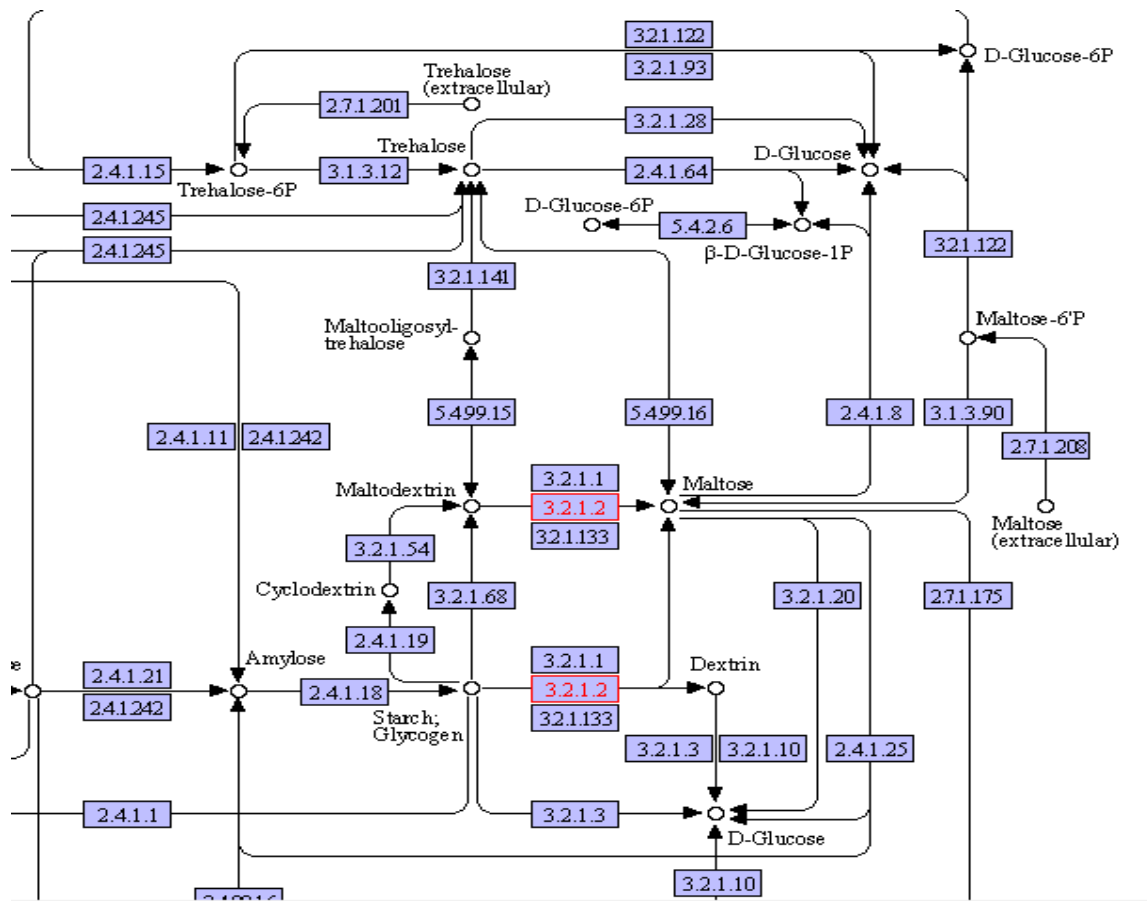 3.2.1.122
D-Glucose-6P
3.2.1.93
Trehalose
(extracellular)
2.7.1.201
3.2.1.28
Trehalose
D-Glucose
2.4.1.15
3.1.3.12
2.4.1.64
Trehalose-6P
D-Glucose-6P
2.4.1.245
5.4.2.6
2.4.1.245
3.2.1.122
β-D-Glucose-1P
3.2.1.141
Maltooligosyl-
trehalose
Maltose-6'P
5.4.99.15
5.4.99.16
2.4.1.8
3.1.3.90
2.4.1.11
2.4.1.242
2.7.1.208
3.2.1.1
Maltodextrin
Maltose
3.2.1.2
3.2.1.133
Maltose
(extracellular)
3.2.1.54
Cyclodextrin
3.2.1.68
3.2.1.20
2.7.1.175
2.4.1.19
Amylose
3.2.1.1
Dextrin
2.4.1.21
2.4.1.18
3.2.1.2
2.4.1.242
3.2.1.133
Starch;
Glycogen
3.2.1.3
3.2.1.10
2.4.1.25
2.4.1.1
3.2.1.3
D-Glucose
3.2.1.10